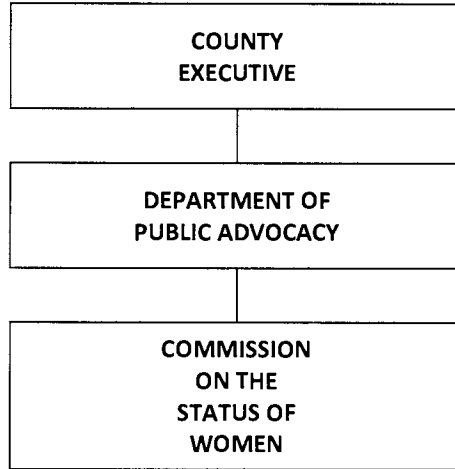 COUNTY
EXECUTIVE
DEPARTMENT OF
PUBLIC ADVOCACY
COMMISSION
ON THE
STATUS OF
WOMEN